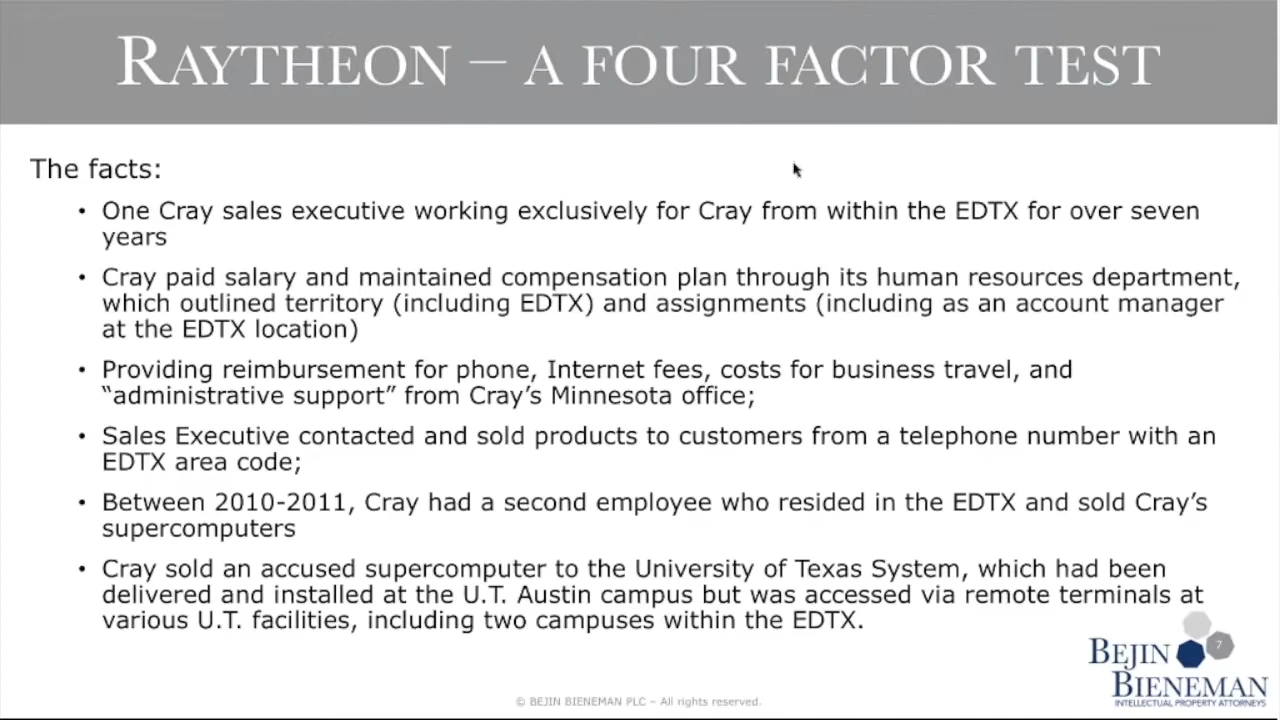 RAYTHEON – A FOUR FACTOR TEST
The facts:
• One Cray sales executive working exclusively for Cray from within the EDTX for over seven
years
• Cray paid salary and maintained compensation plan through its human resources department,
which outlined territory (including EDTX) and assignments (including as an account manager
at the EDTX location)
• Providing reimbursement for phone, Internet fees, costs for business travel, and
“administrative support” from Cray’s Minnesota office;
• Sales Executive contacted and sold products to customers from a telephone number with an
EDTX area code;
• Between 2010-2011, Cray had a second employee who resided in the EDTX and sold Cray’s
supercomputers
• Cray sold an accused supercomputer to the University of Texas System, which had been
delivered and installed at the U.T. Austin campus but was accessed via remote terminals at
various U.T. facilities, including two campuses within the EDTX.
7
BEJIN
BIENEMAN
INTELLECTUAL PROPERTY ATTORNEYS
© BEJIN BIENEMAN PLC – All rights reserved.